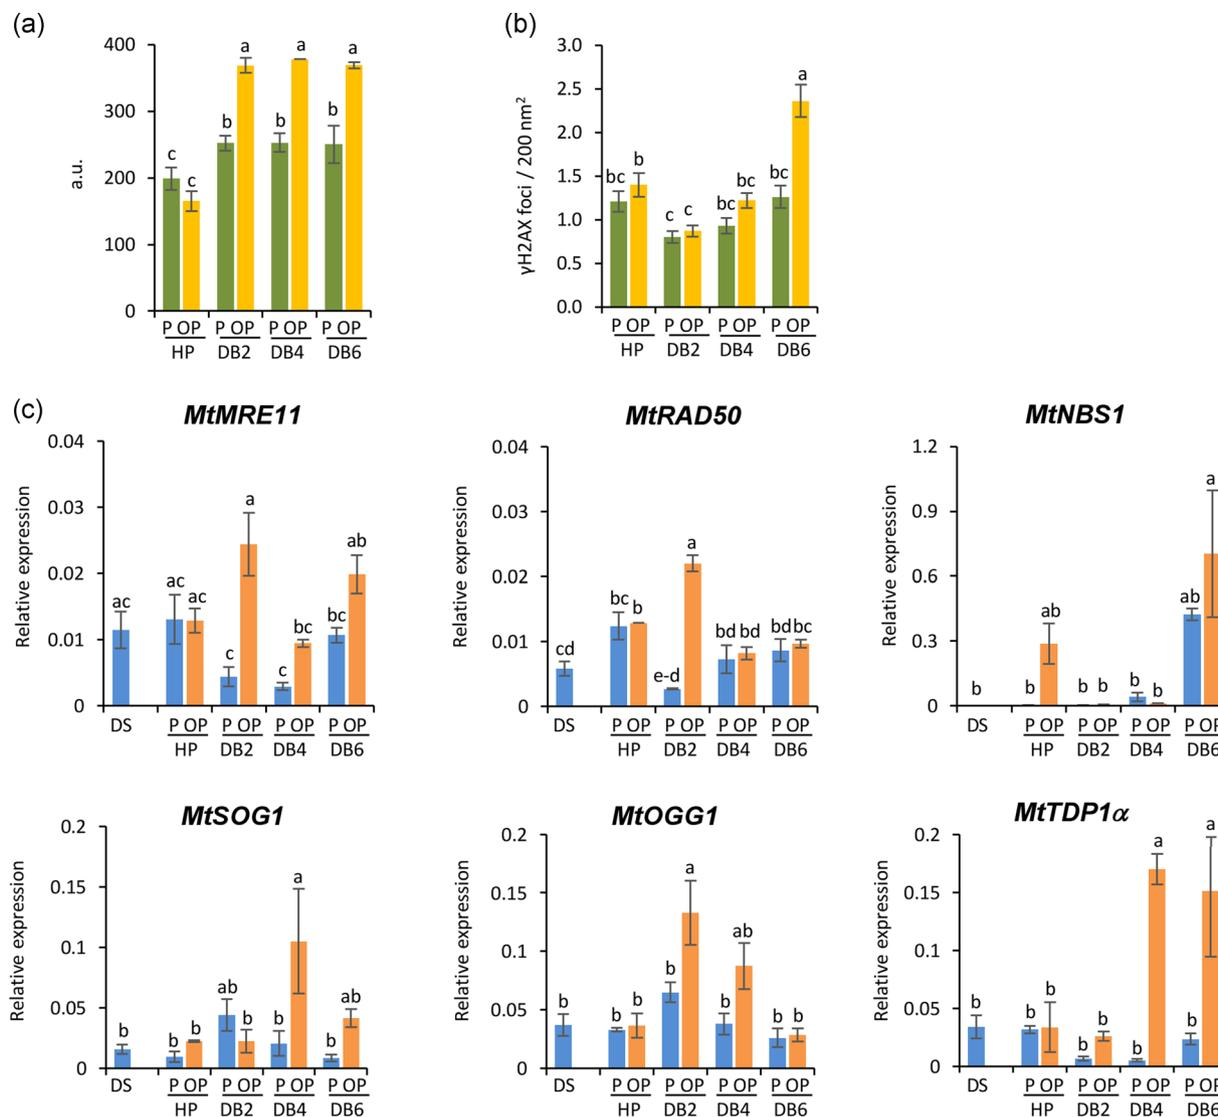 (a)
400
300
200
100
0
a.u.
c c b a b a b a
P OP P OP P OP P OP
HP DB2 DB4 DB6
(b)
3.0
2.5
2.0
1.5
1.0
0.5
0.0
γH2AX foci / 200 nm²
bc b c c bc bc bc a
P OP P OP P OP P OP
HP DB2 DB4 DB6
(c)
MtMRE11
0.04
0.03
0.02
0.01
0
Relative expression
ac ac ac c a c bc bc ab
DS P OP P OP P OP P OP
HP DB2 DB4 DB6
MtRAD50
0.04
0.03
0.02
0.01
0
Relative expression
cd bc b e-d a bd bd bd bc
DS P OP P OP P OP P OP
HP DB2 DB4 DB6
MtNBS1
1.2
0.9
0.6
0.3
0
Relative expression
b b ab b b b b ab a
DS P OP P OP P OP P OP
HP DB2 DB4 DB6
MtSOG1
0.2
0.15
0.1
0.05
0
Relative expression
b b b ab b b a b ab
DS P OP P OP P OP P OP
HP DB2 DB4 DB6
MtOGG1
0.2
0.15
0.1
0.05
0
Relative expression
b b b b a b ab b b
DS P OP P OP P OP P OP
HP DB2 DB4 DB6
MtTDP1α
0.2
0.15
0.1
0.05
0
Relative expression
b b b b b b a b a
DS P OP P OP P OP P OP
HP DB2 DB4 DB6